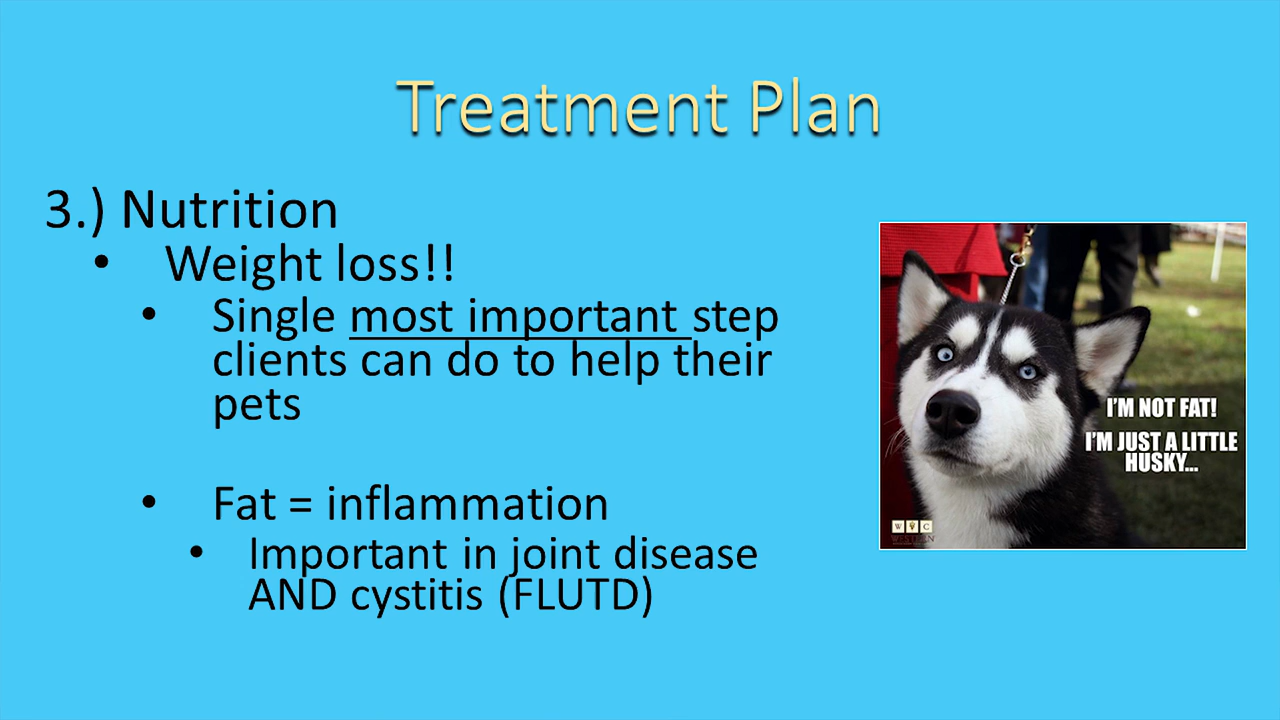 Treatment Plan
3.) Nutrition
• Weight loss!!
• Single most important step
clients can do to help their
pets
• Fat = inflammation
• Important in joint disease
AND cystitis (FLUTD)
I'M NOT FAT!
I'M JUST A LITTLE
HUSKY...
W V C